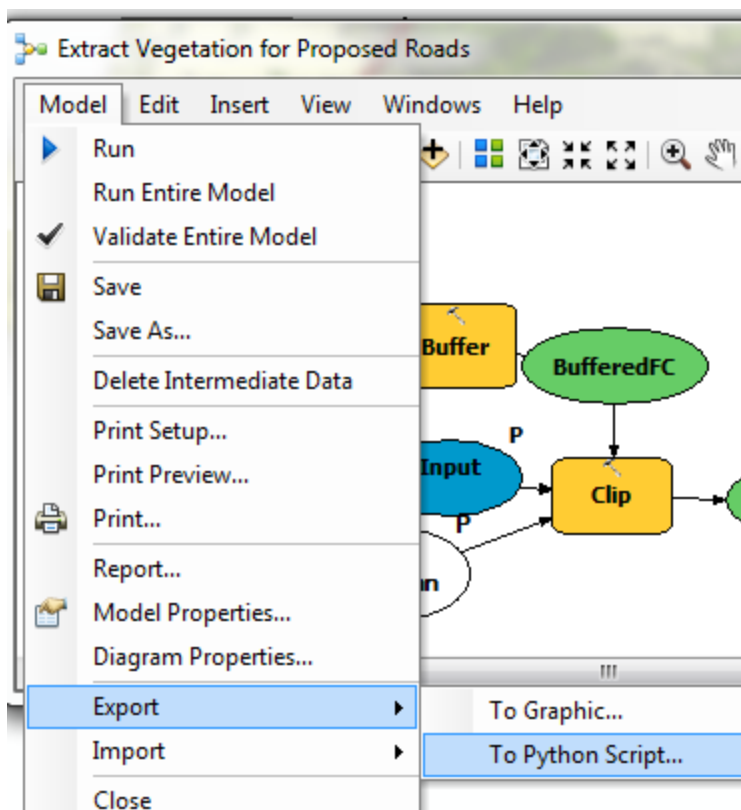 Extract Vegetation for Proposed Roads
Model Edit Insert View Windows Help
Run
Run Entire Model
Validate Entire Model
Save
Save As...
Delete Intermediate Data
Print Setup...
Print Preview...
Print...
Report...
Model Properties...
Diagram Properties...
Export
Import
Close
Buffer
BufferedFC
P
Input
Clip
P
To Graphic...
To Python Script...